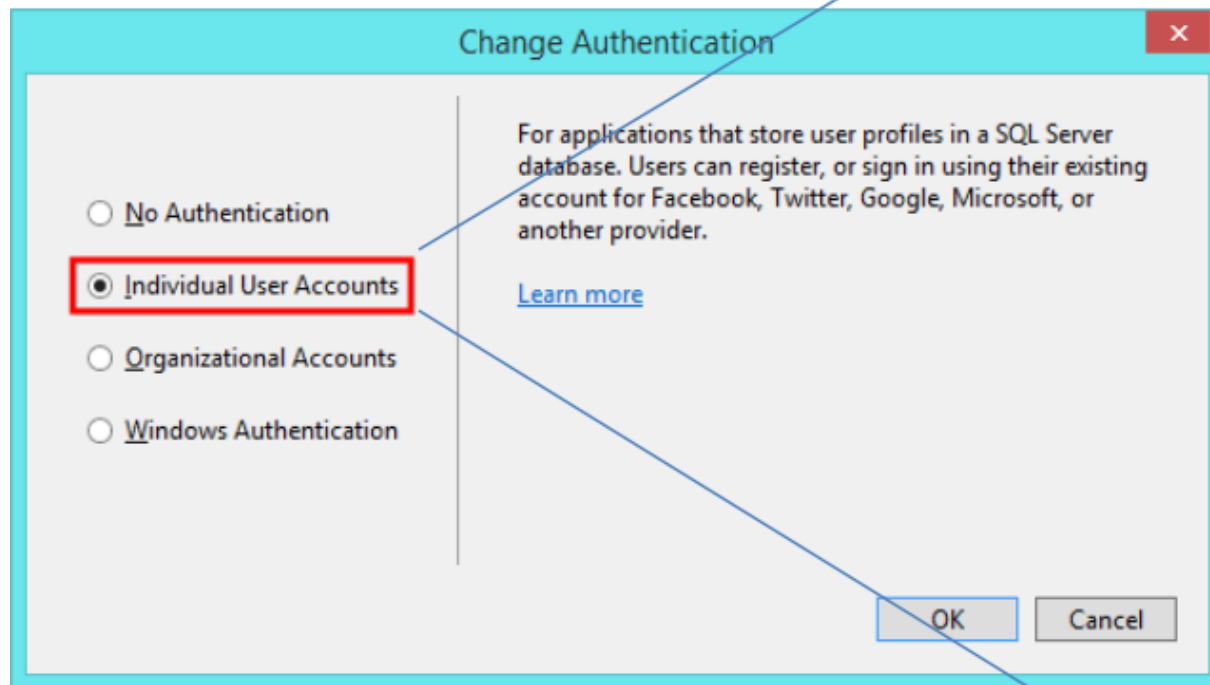 Change Authentication
x
No Authentication
Individual User Accounts
Organizational Accounts
Windows Authentication
For applications that store user profiles in a SQL Server
database. Users can register, or sign in using their existing
account for Facebook, Twitter, Google, Microsoft, or
another provider.
Learn more
OK
Cancel